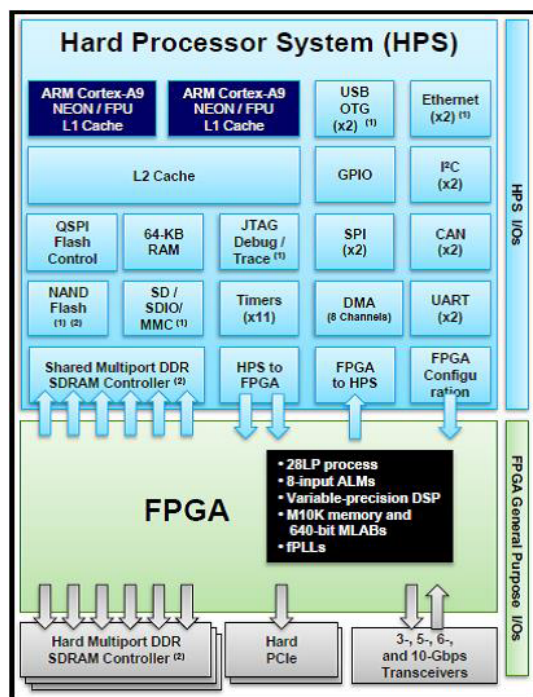 Hard Processor System (HPS)
ARM Cortex-A9
NEON / FPU
L1 Cache
ARM Cortex-A9
NEON / FPU
L1 Cache
USB
OTG
(x2) (1)
Ethernet
(x2) (1)
L2 Cache
GPIO
I²C
(x2)
QSPI
Flash
Control
64-KB
RAM
JTAG
Debug /
Trace (1)
SPI
(x2)
CAN
(x2)
NAND
Flash
(1) (2)
SD /
SDIO/
MMC (1)
Timers
(x11)
DMA
(8 Channels)
UART
(x2)
Shared Multiport DDR
SDRAM Controller (2)
HPS to
FPGA
FPGA
to HPS
FPGA
Configu
ration
HPS I/Os
FPGA
• 28LP process
• 8-input ALMs
• Variable-precision DSP
• M10K memory and
640-bit MLABs
• fPLLs
FPGA General Purpose I/Os
Hard Multiport DDR
SDRAM Controller (2)
Hard
PCIe
3-, 5-, 6-,
and 10-Gbps
Transceivers